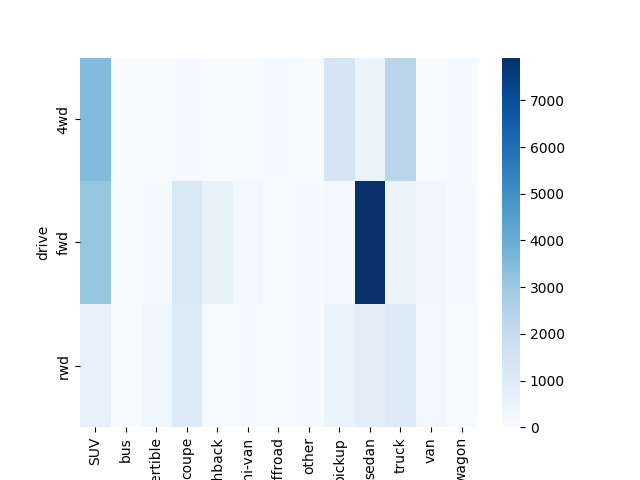 drive
4wd
fwd
rwd
SUV
bus
ertible
coupe
hback
ni-van
ffroad
other
pickup
sedan
truck
van
wagon
7000
6000
5000
4000
3000
2000
1000
0